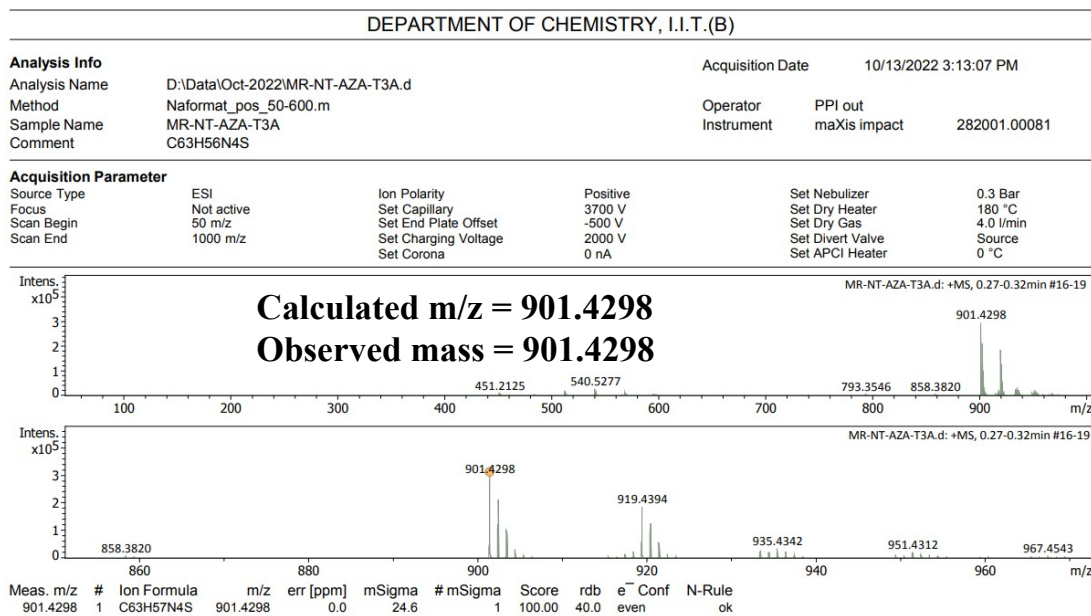 DEPARTMENT OF CHEMISTRY, I.I.T.(B)
Analysis Info
Acquisition Date 10/13/2022 3:13:07 PM
Analysis Name D:\Data\Oct-2022\MR-NT-AZA-T3A.d
Method Naformat_pos_50-600.m
Operator PPI out
Sample Name MR-NT-AZA-T3A
Instrument maXis impact 282001.00081
Comment C63H56N4S
Acquisition Parameter
Source Type ESI Ion Polarity Positive Set Nebulizer 0.3 Bar
Focus Not active Set Capillary 3700 V Set Dry Heater 180 °C
Scan Begin 50 m/z Set End Plate Offset -500 V Set Dry Gas 4.0 l/min
Scan End 1000 m/z Set Charging Voltage 2000 V Set Divert Valve Source
Set Corona 0 nA Set APCI Heater 0 °C
Intens.
x10⁵
MR-NT-AZA-T3A.d: +MS, 0.27-0.32min #16-19
Calculated m/z = 901.4298
Observed mass = 901.4298
901.4298
3
2
1
0
451.2125 540.5277 793.3546 858.3820
100 200 300 400 500 600 700 800 900 m/z
Intens.
x10⁵
MR-NT-AZA-T3A.d: +MS, 0.27-0.32min #16-19
901.4298
3
2
1
0
919.4394
858.3820 935.4342 951.4312 967.4543
860 880 900 920 940 960 m/z
Meas. m/z # Ion Formula m/z err [ppm] mSigma # mSigma Score rdb e⁻ Conf N-Rule
901.4298 1 C63H57N4S 901.4298 0.0 24.6 1 100.00 40.0 even ok